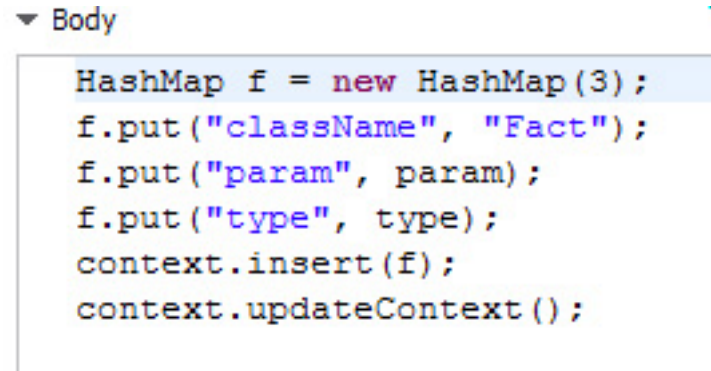 Body
HashMap f = new HashMap(3);
f.put("className", "Fact");
f.put("param", param);
f.put("type", type);
context.insert(f);
context.updateContext();